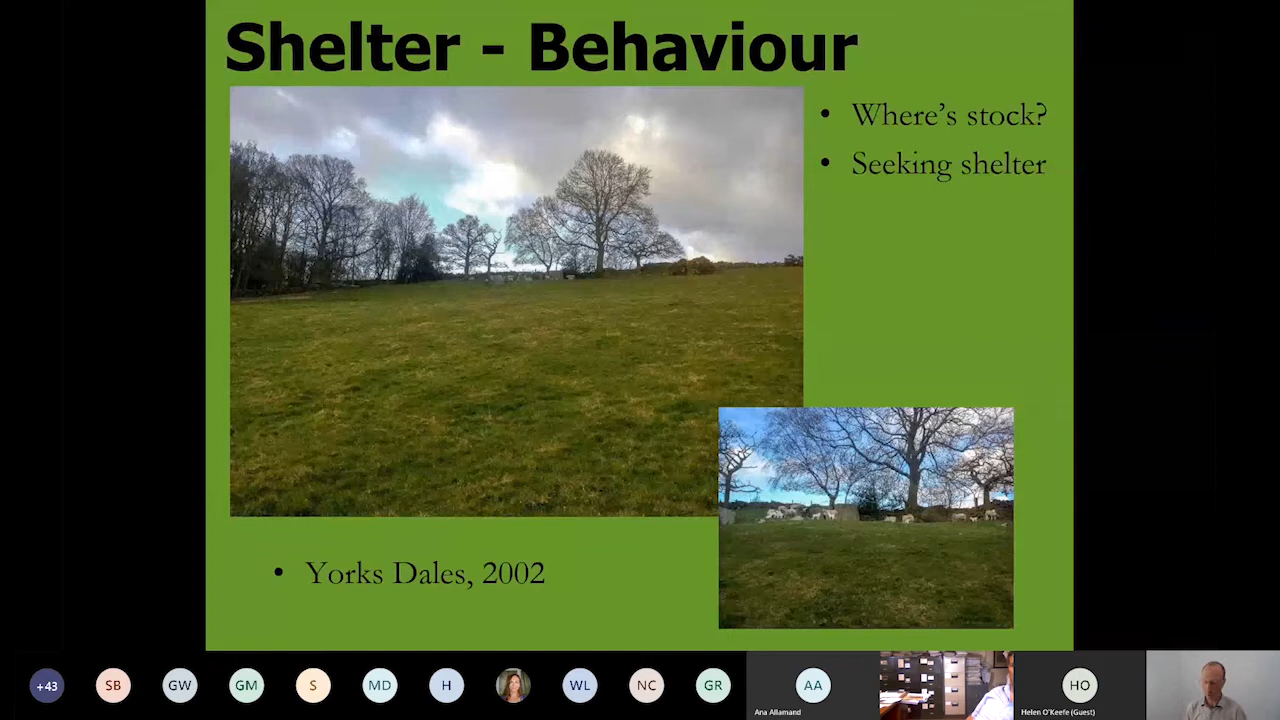 Shelter - Behaviour
• Where's stock?
• Seeking shelter
• Yorks Dales, 2002
+43
SB
GW
GM
S
MD
H
WL
NC
GR
AA
Ana Allamand
HO
Helen O'Keefe (Guest)